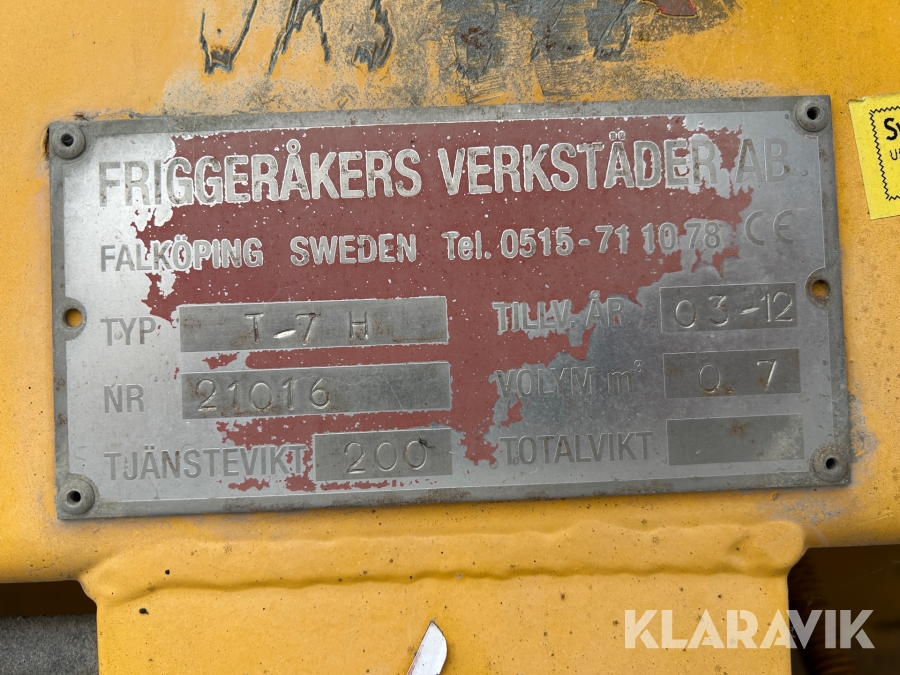 FRIGGERÅKERS VERKSTÄDER AB.
FALKÖPING SWEDEN Tel. 0515-71 10 78 CE
TYP T-7 H TILLV. ÅR 03-12
NR 21016 VOLYM m³ 0 7
TJÄNSTEVIKT 200 TOTALVIKT
KLARAVIK